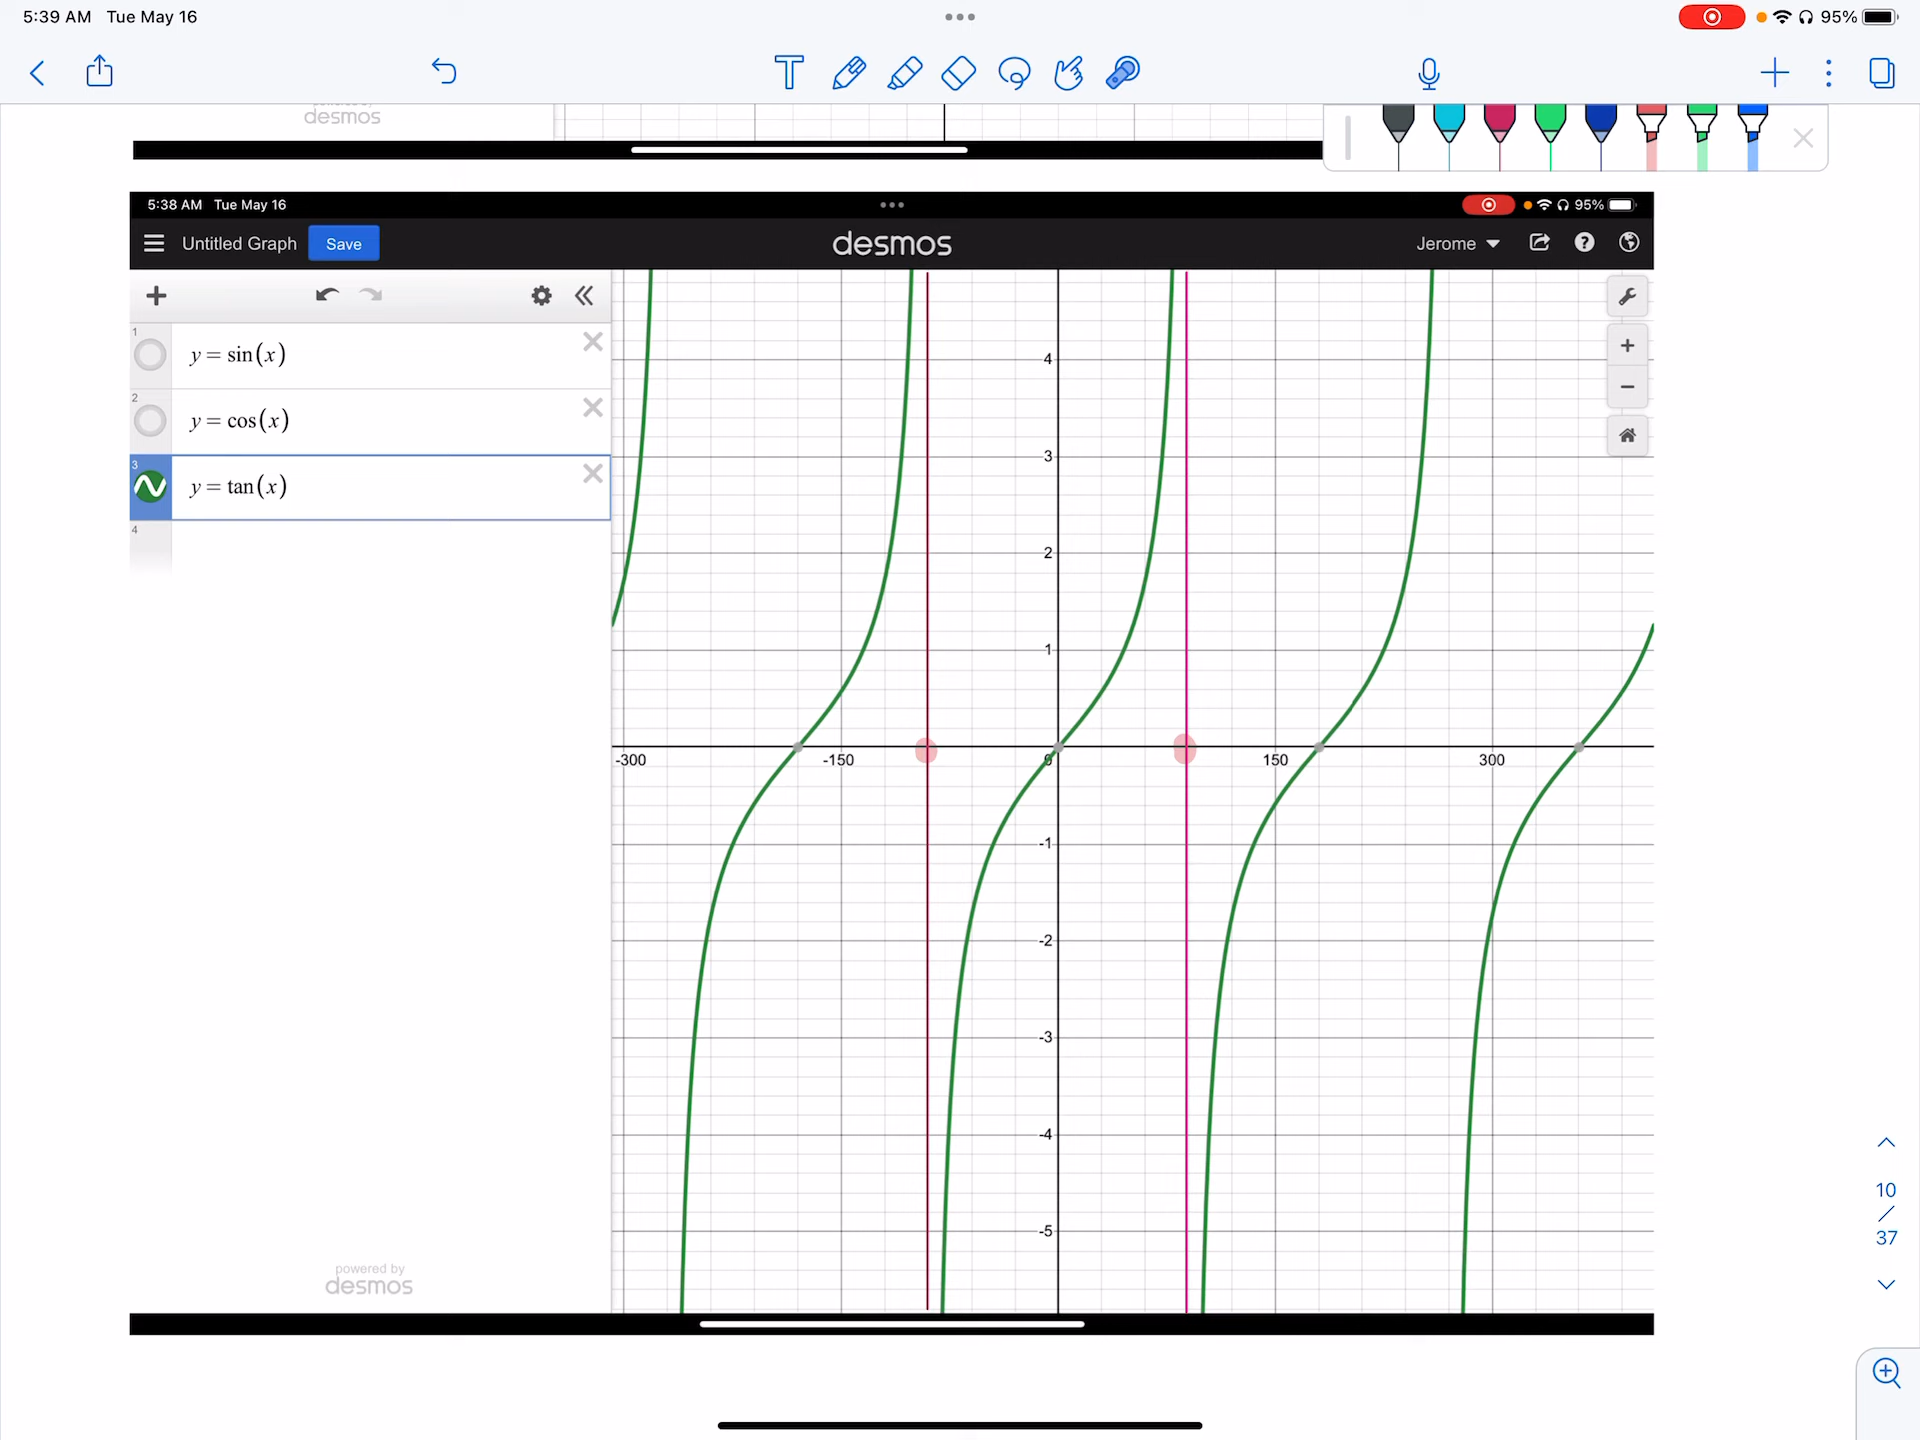 5:39 AM Tue May 16
95%
desmos
5:38 AM Tue May 16
95%
Untitled Graph
Save
desmos
Jerome
1
y = sin(x)
2
y = cos(x)
3
y = tan(x)
4
4
3
2
1
-300
-150
0
150
300
-1
-2
-3
-4
-5
10
/
37
powered by
desmos